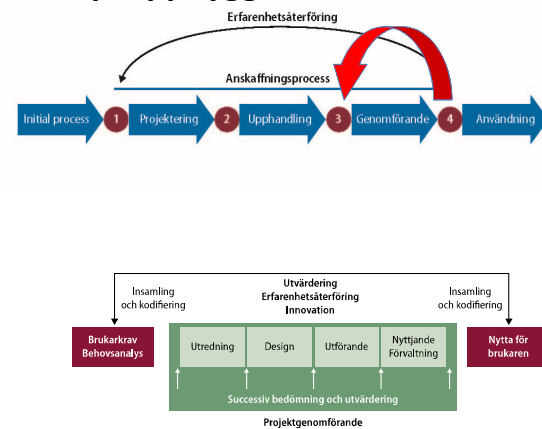 Erfarenhetsåterföring
Anskaffningsprocess
Initial process 1 Projektering 2 Upphandling 3 Genomförande 4 Användning
Utvärdering
Erfarenhetsåterföring
Innovation
Insamling
och kodifiering
Insamling
och kodifiering
Brukarkrav
Behovsanalys
Utredning
Design
Utförande
Nyttjande
Förvaltning
Nytta för
brukaren
Successiv bedömning och utvärdering
Projektgenomförande